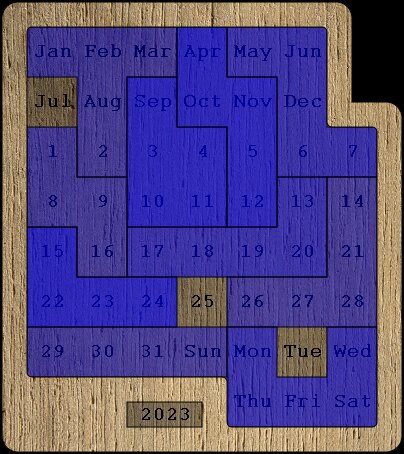 Jan Feb Mar Apr May Jun
Jul Aug Sep Oct Nov Dec
1 2 3 4 5 6 7
8 9 10 11 12 13 14
15 16 17 18 19 20 21
22 23 24 25 26 27 28
29 30 31 Sun Mon Tue Wed
Thu Fri Sat
2023